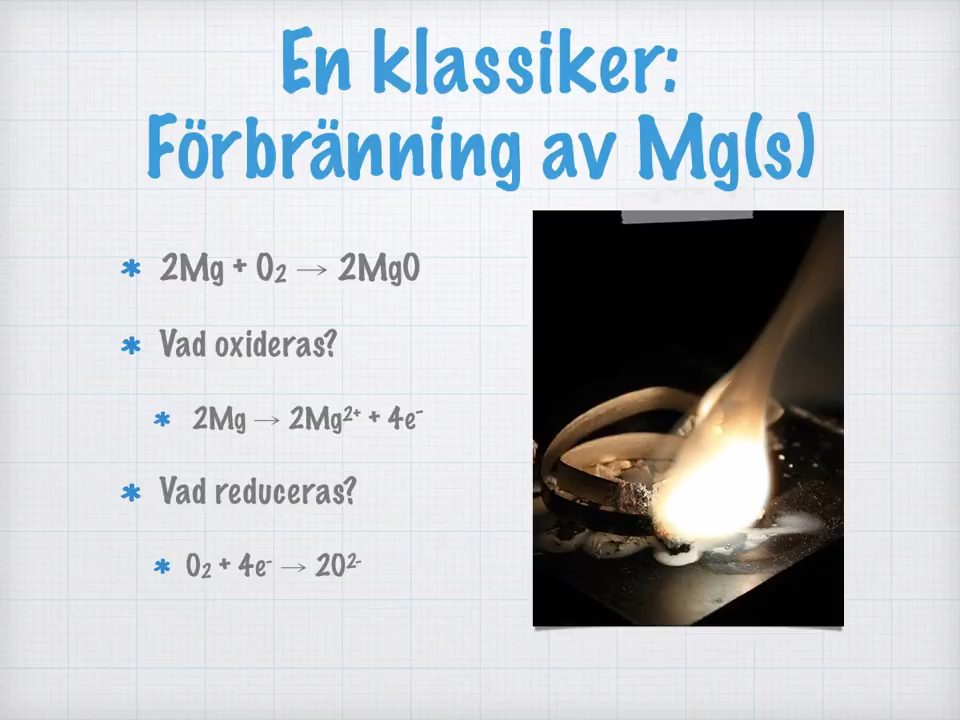 En klassiker:
Förbränning av Mg(s)
* 2Mg + O₂ → 2MgO
* Vad oxideras?
* 2Mg → 2Mg²⁺ + 4e⁻
* Vad reduceras?
* O₂ + 4e⁻ → 2O²⁻